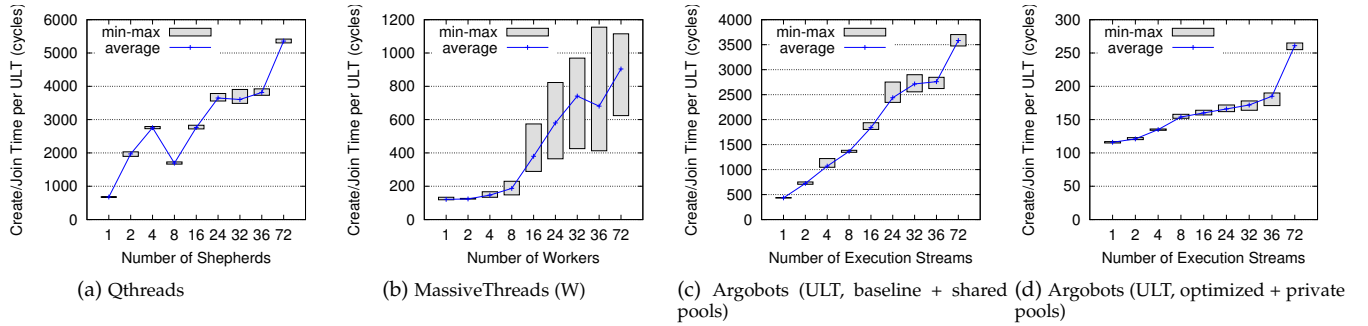 Create/Join Time per ULT (cycles)
6000
5000
4000
3000
2000
1000
0
min-max
average
1 2 4 8 16 24 32 36 72
Number of Shepherds
(a) Qthreads
Create/Join Time per ULT (cycles)
1200
1000
800
600
400
200
0
min-max
average
1 2 4 8 16 24 32 36 72
Number of Workers
(b) MassiveThreads (W)
Create/Join Time per ULT (cycles)
4000
3500
3000
2500
2000
1500
1000
500
0
min-max
average
1 2 4 8 16 24 32 36 72
Number of Execution Streams
(c) Argobots (ULT, baseline + shared
pools)
Create/Join Time per ULT (cycles)
300
250
200
150
100
50
0
min-max
average
1 2 4 8 16 24 32 36 72
Number of Execution Streams
(d) Argobots (ULT, optimized + private
pools)